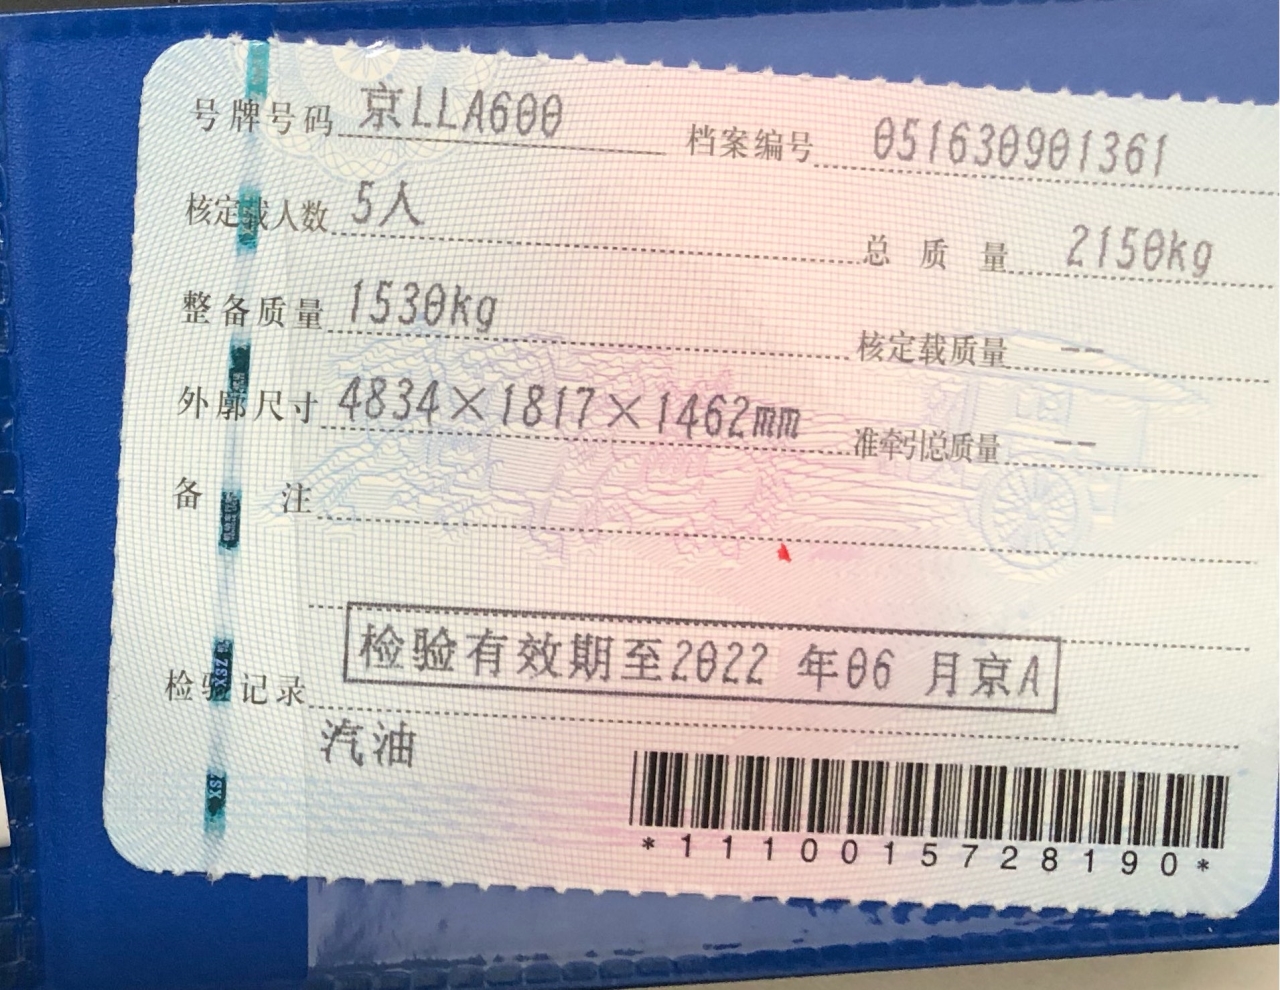 号牌号码 京LLA600 档案编号 051630901361
核定载人数 5人 总质量 2150kg
整备质量 1530kg 核定载质量 --
外廓尺寸 4834×1817×1462mm 准牵引总质量 --
备注
检验记录 检验有效期至2022 年06 月京A
汽油
*1110015728190*